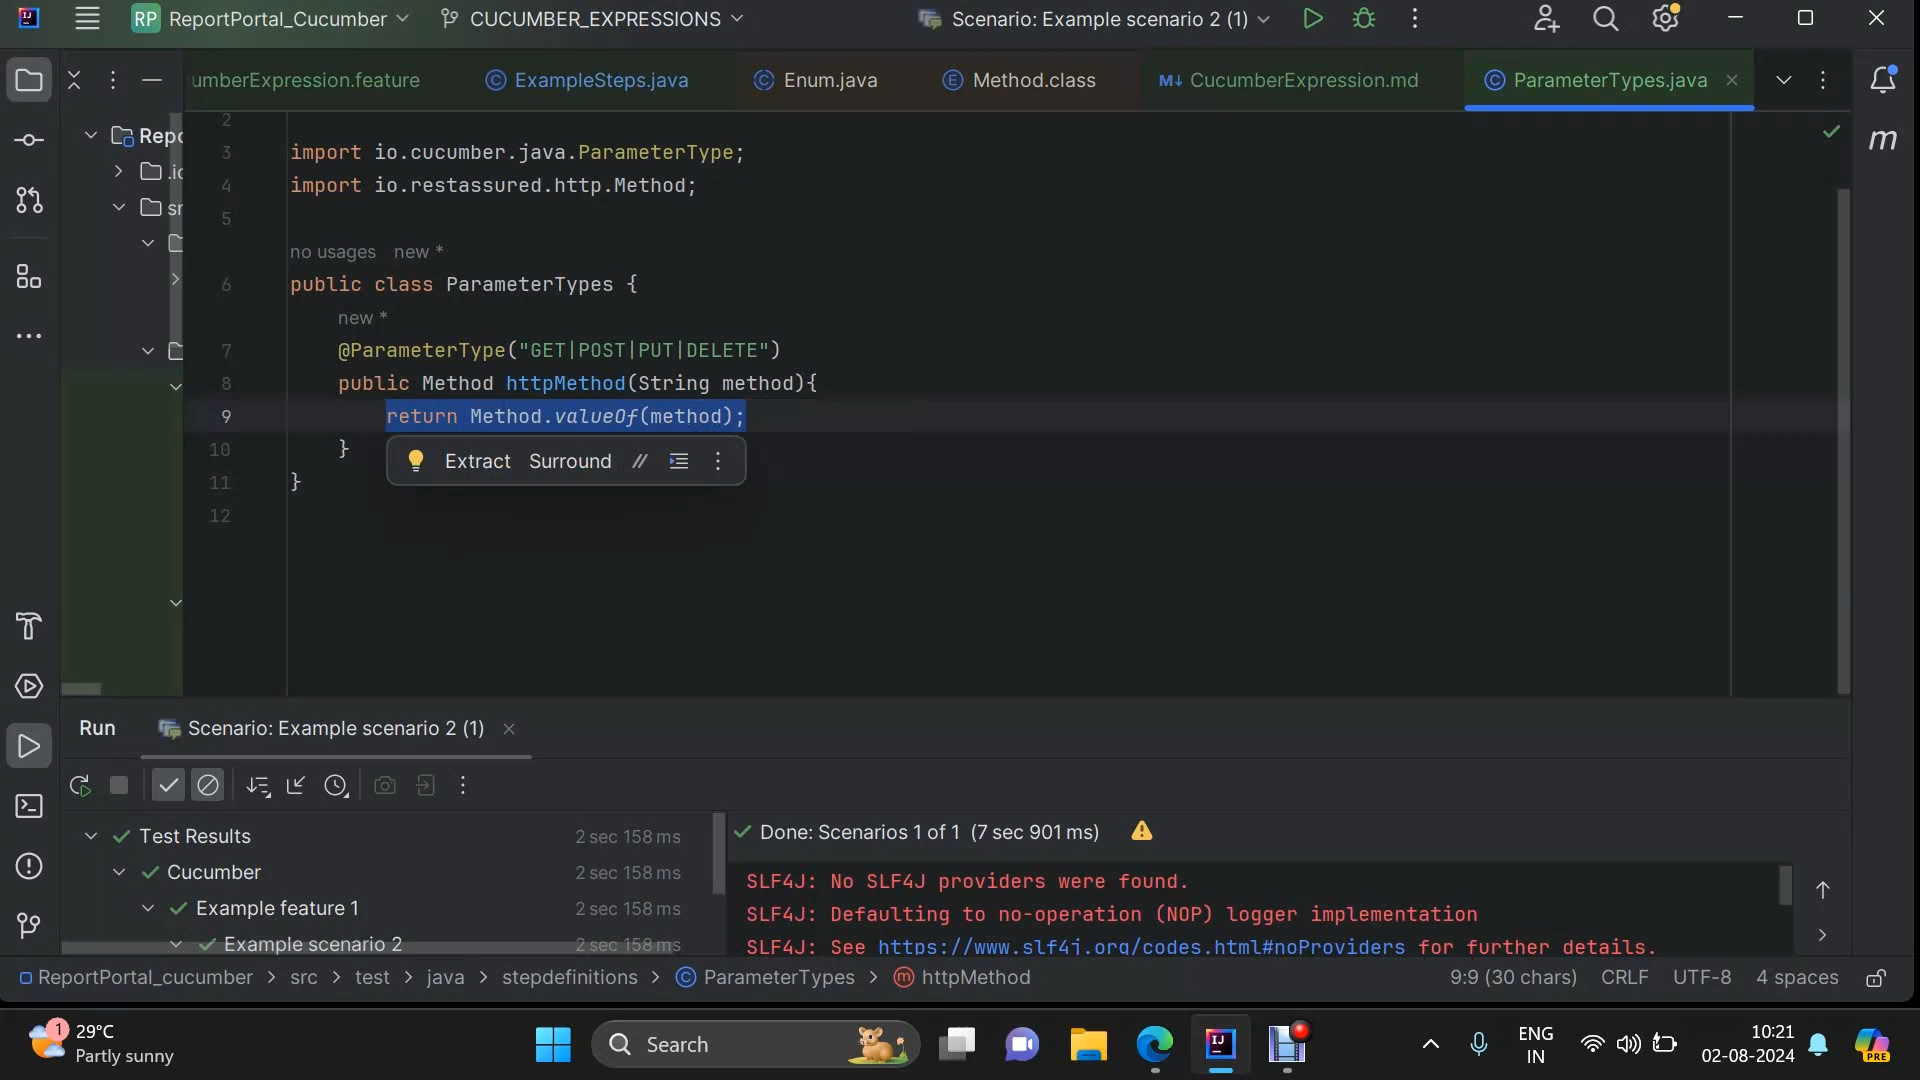 RP ReportPortal_Cucumber CUCUMBER_EXPRESSIONS Scenario: Example scenario 2 (1)
umberExpression.feature ExampleSteps.java Enum.java Method.class CucumberExpression.md ParameterTypes.java
Repo
.ic
sr
2
3 import io.cucumber.java.ParameterType;
4 import io.restassured.http.Method;
5
no usages new *
6 public class ParameterTypes {
new *
7 @ParameterType("GET|POST|PUT|DELETE")
8 public Method httpMethod(String method){
9 return Method.valueOf(method);
10 }
Extract Surround //
11 }
12
Run Scenario: Example scenario 2 (1)
Test Results 2 sec 158 ms
Cucumber 2 sec 158 ms
Example feature 1 2 sec 158 ms
Example scenario 2 2 sec 158 ms
Done: Scenarios 1 of 1 (7 sec 901 ms)
SLF4J: No SLF4J providers were found.
SLF4J: Defaulting to no-operation (NOP) logger implementation
SLF4J: See https://www.slf4j.org/codes.html#noProviders for further details.
ReportPortal_cucumber > src > test > java > stepdefinitions > ParameterTypes > httpMethod 9:9 (30 chars) CRLF UTF-8 4 spaces
1 29°C
Partly sunny
Search
ENG
IN
10:21
02-08-2024
PRE